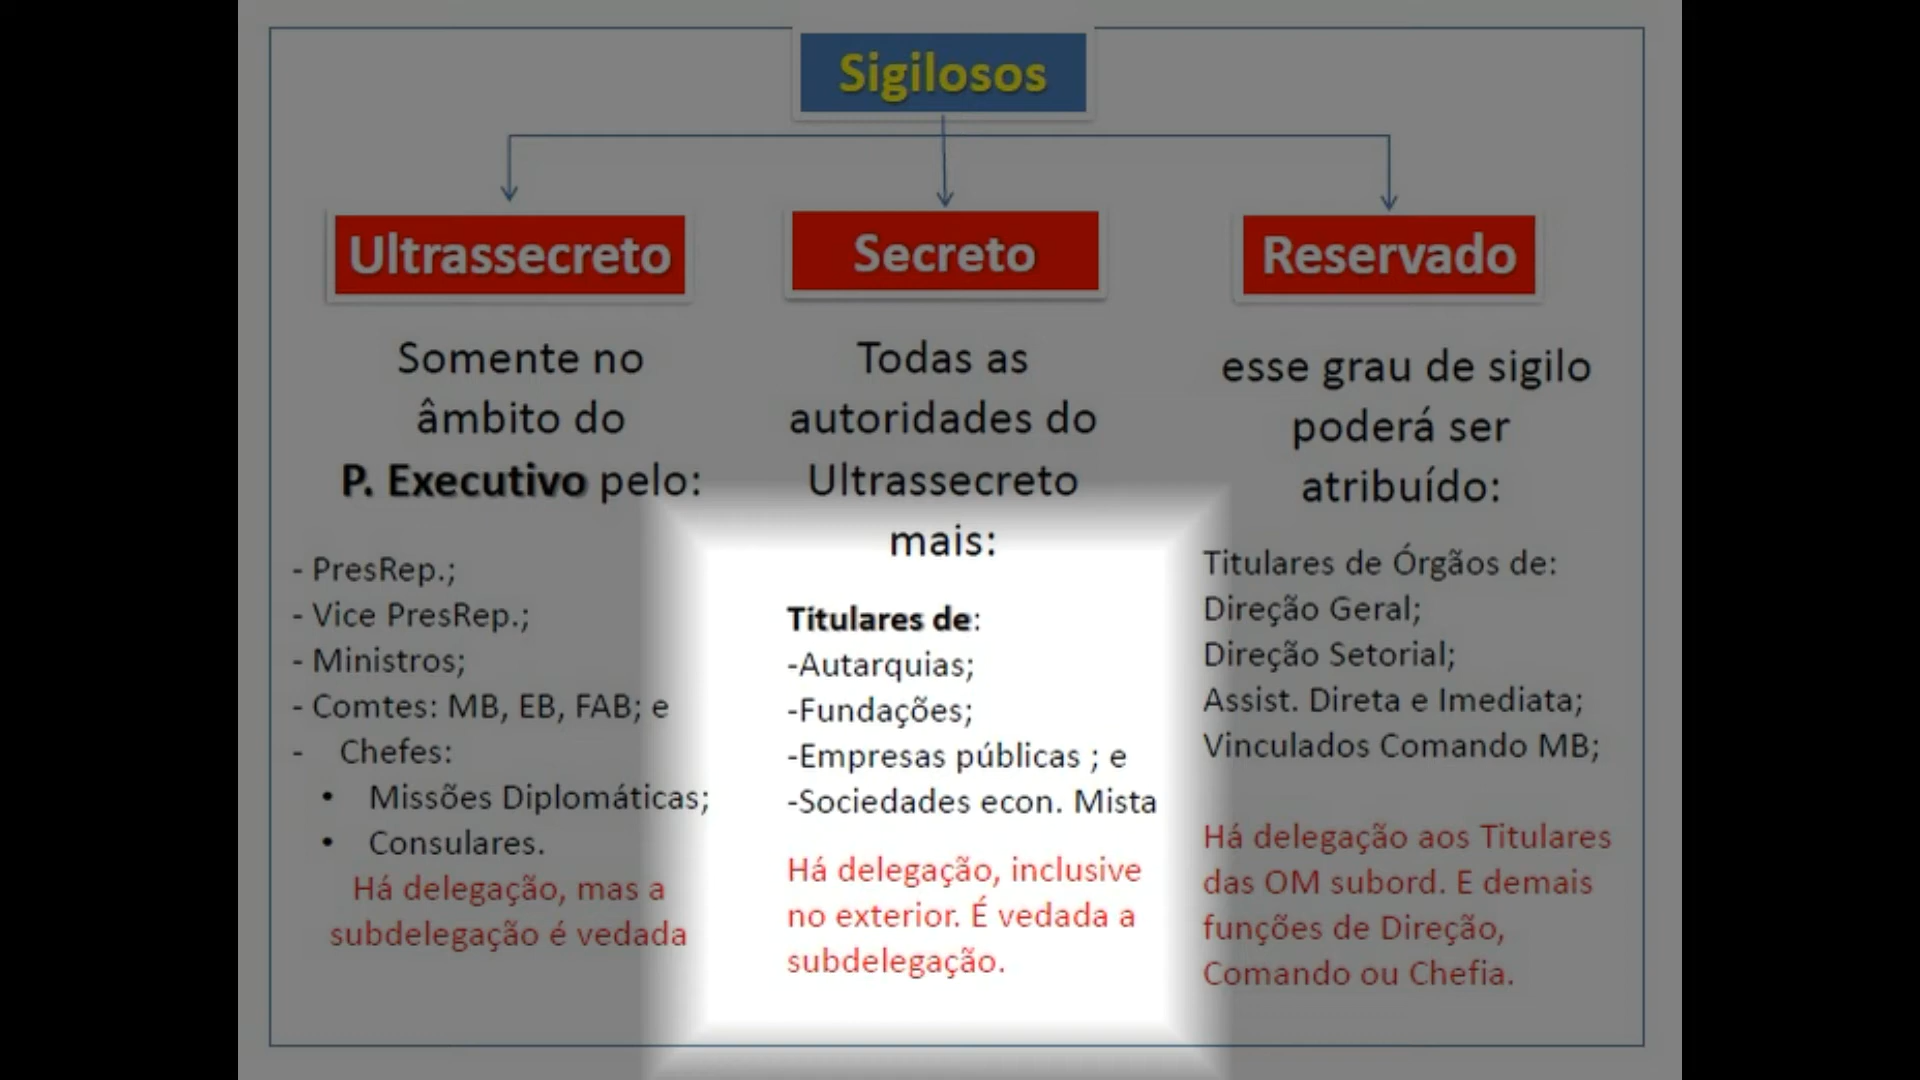 Sigilosos
Ultrassecreto
Somente no
âmbito do
P. Executivo pelo:
- PresRep.;
- Vice PresRep.;
- Ministros;
- Comtes: MB, EB, FAB; e
- Chefes:
• Missões Diplomáticas;
• Consulares.
Há delegação, mas a
subdelegação é vedada
Secreto
Todas as
autoridades do
Ultrassecreto
mais:
Titulares de:
-Autarquias;
-Fundações;
-Empresas públicas ; e
-Sociedades econ. Mista
Há delegação, inclusive
no exterior. É vedada a
subdelegação.
Reservado
esse grau de sigilo
poderá ser
atribuído:
Titulares de Órgãos de:
Direção Geral;
Direção Setorial;
Assist. Direta e Imediata;
Vinculados Comando MB;
Há delegação aos Titulares
das OM subord. E demais
funções de Direção,
Comando ou Chefia.